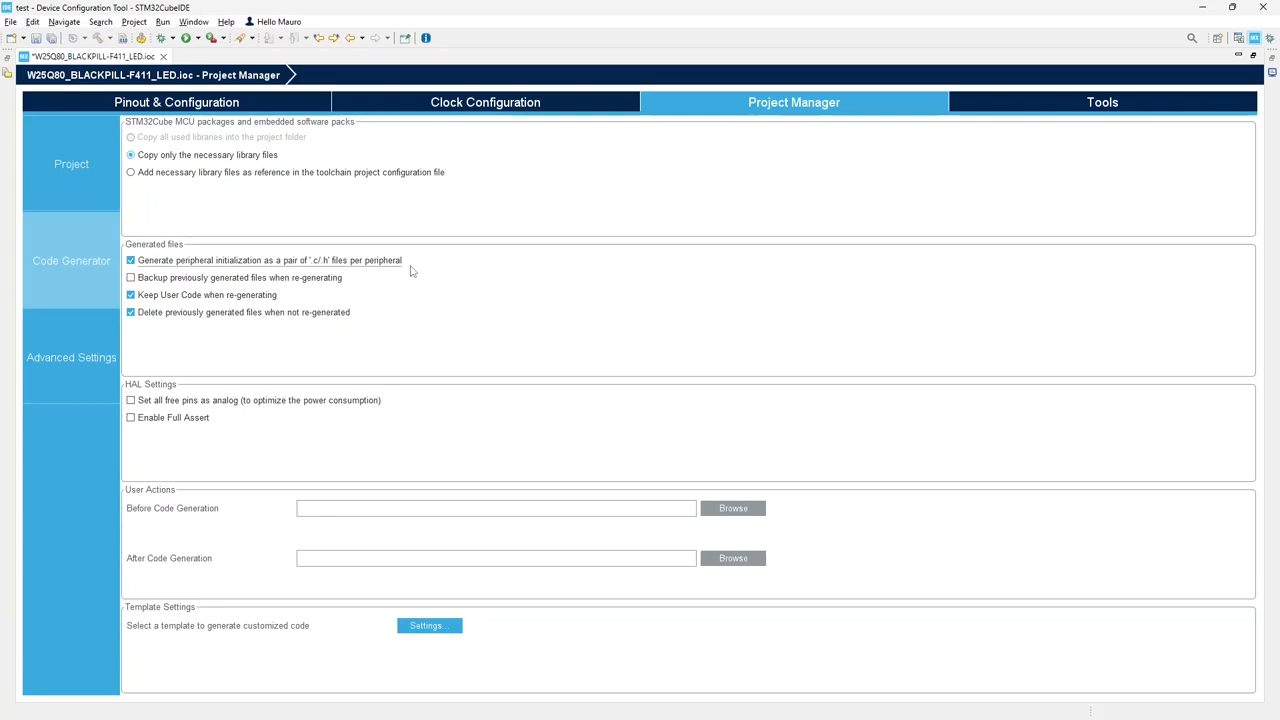 test - Device Configuration Tool - STM32CubeIDE
File Edit Navigate Search Project Run Window Help Hello Mauro
*W25Q80_BLACKPILL-F411_LED.ioc
W25Q80_BLACKPILL-F411_LED.ioc - Project Manager
Pinout & Configuration Clock Configuration Project Manager Tools
Project
Code Generator
Advanced Settings
STM32Cube MCU packages and embedded software packs
Copy all used libraries into the project folder
Copy only the necessary library files
Add necessary library files as reference in the toolchain project configuration file
Generated files
Generate peripheral initialization as a pair of '.c/.h' files per peripheral
Backup previously generated files when re-generating
Keep User Code when re-generating
Delete previously generated files when not re-generated
HAL Settings
Set all free pins as analog (to optimize the power consumption)
Enable Full Assert
User Actions
Before Code Generation Browse
After Code Generation Browse
Template Settings
Select a template to generate customized code Settings...